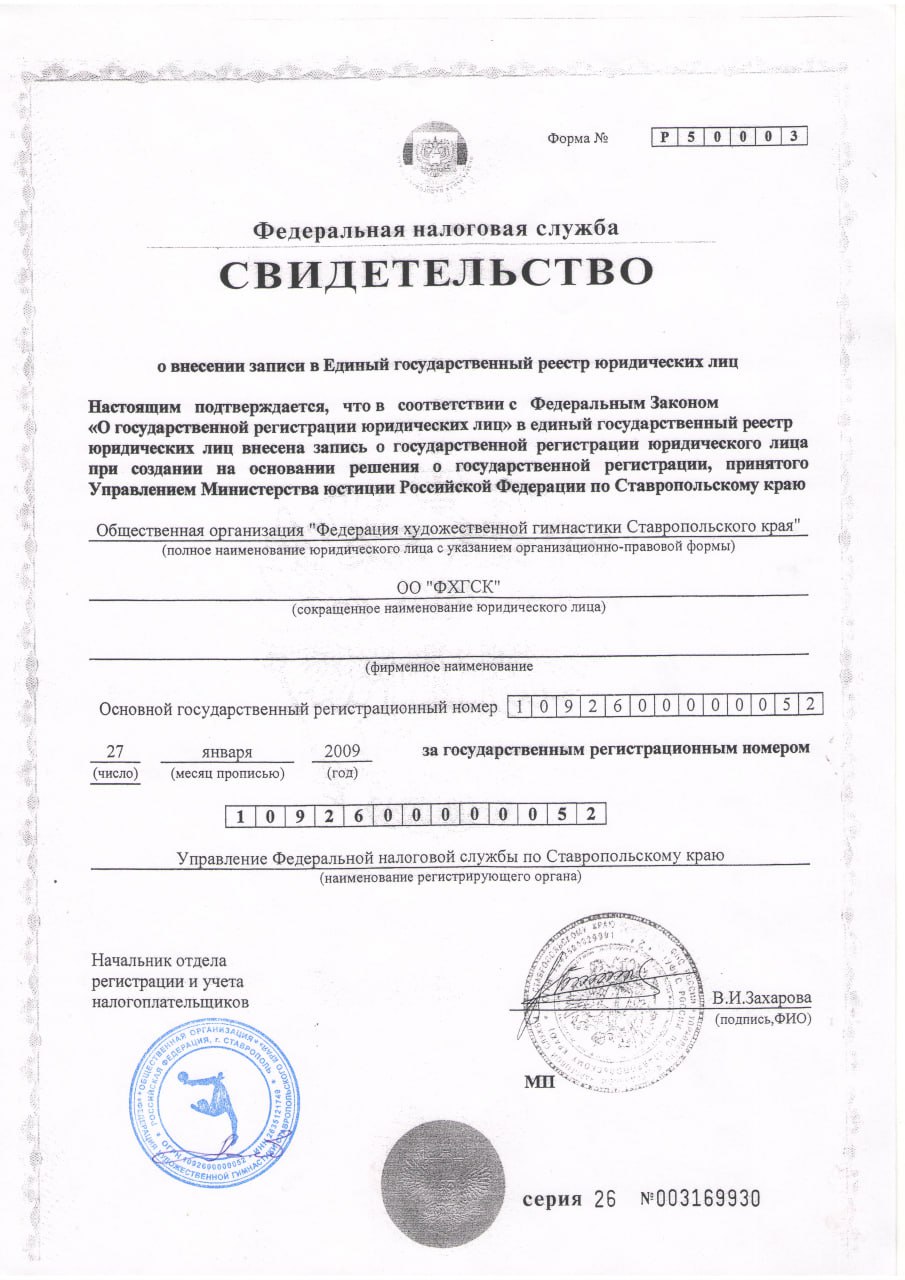 Форма № Р 5 0 0 0 3
Федеральная налоговая служба
СВИДЕТЕЛЬСТВО
о внесении записи в Единый государственный реестр юридических лиц
Настоящим подтверждается, что в соответствии с Федеральным Законом
«О государственной регистрации юридических лиц» в единый государственный реестр
юридических лиц внесена запись о государственной регистрации юридического лица
при создании на основании решения о государственной регистрации, принятого
Управлением Министерства юстиции Российской Федерации по Ставропольскому краю
Общественная организация "Федерация художественной гимнастики Ставропольского края"
(полное наименование юридического лица с указанием организационно-правовой формы)
ОО "ФХГСК"
(сокращенное наименование юридического лица)
(фирменное наименование
Основной государственный регистрационный номер 1 0 9 2 6 0 0 0 0 0 0 5 2
27 января 2009 за государственным регистрационным номером
(число) (месяц прописью) (год)
1 0 9 2 6 0 0 0 0 0 0 5 2
Управление Федеральной налоговой службы по Ставропольскому краю
(наименование регистрирующего органа)
Начальник отдела
регистрации и учета
налогоплательщиков
В.И.Захарова
(подпись,ФИО)
МП
ОБЩЕСТВЕННАЯ ОРГАНИЗАЦИЯ
РОССИЙСКАЯ ФЕДЕРАЦИЯ, г. СТАВРОПОЛЬ
ОГРН 1092600000052 ИНН 2635121749
серия 26 №003169930